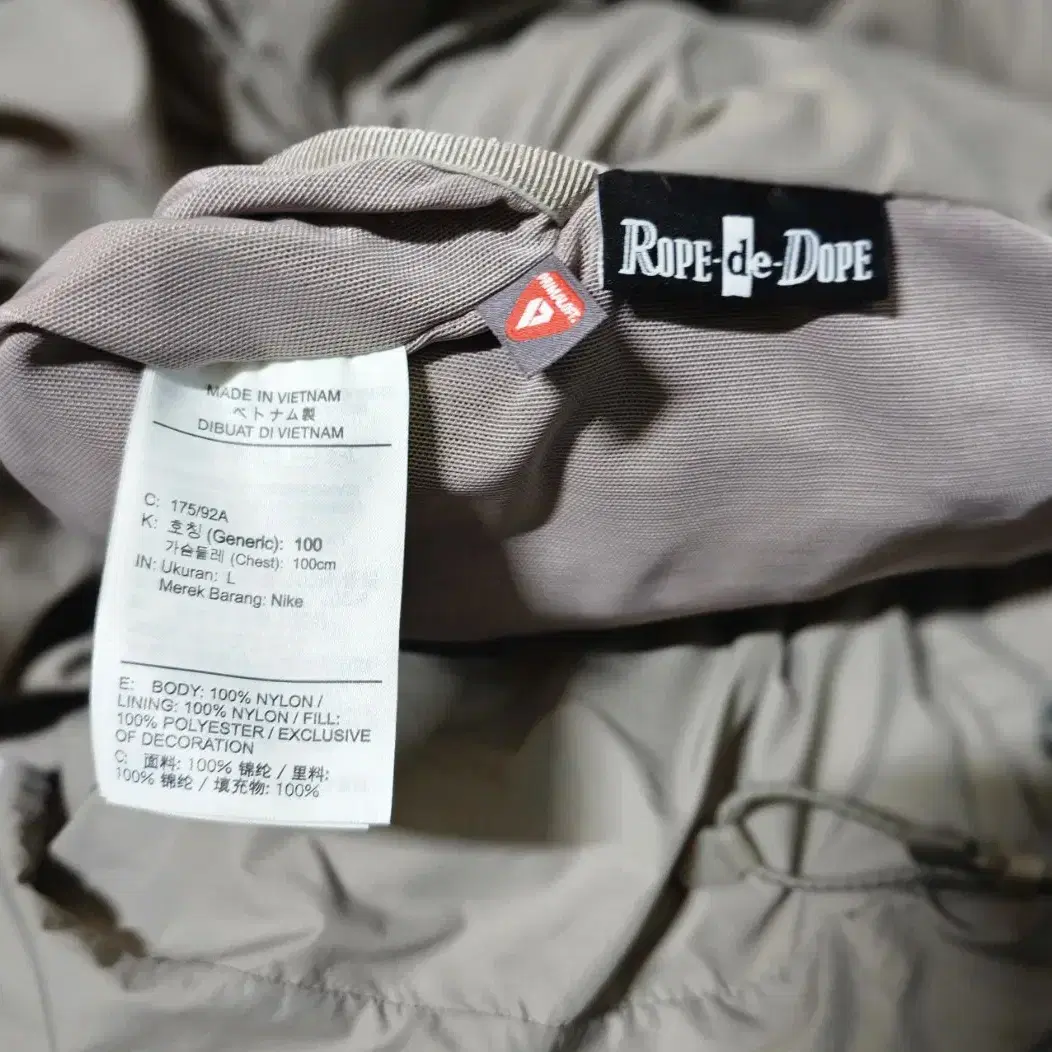 ROPE-de-DOPE
PRIMALOFT
MADE IN VIETNAM
ベトナム製
DIBUAT DI VIETNAM
C: 175/92A
K: 호칭 (Generic): 100
가슴둘레 (Chest): 100cm
IN: Ukuran: L
Merek Barang: Nike
E: BODY: 100% NYLON /
LINING: 100% NYLON / FILL:
100% POLYESTER / EXCLUSIVE
OF DECORATION
C: 面料: 100% 锦纶 / 里料:
100% 锦纶 / 填充物: 100%